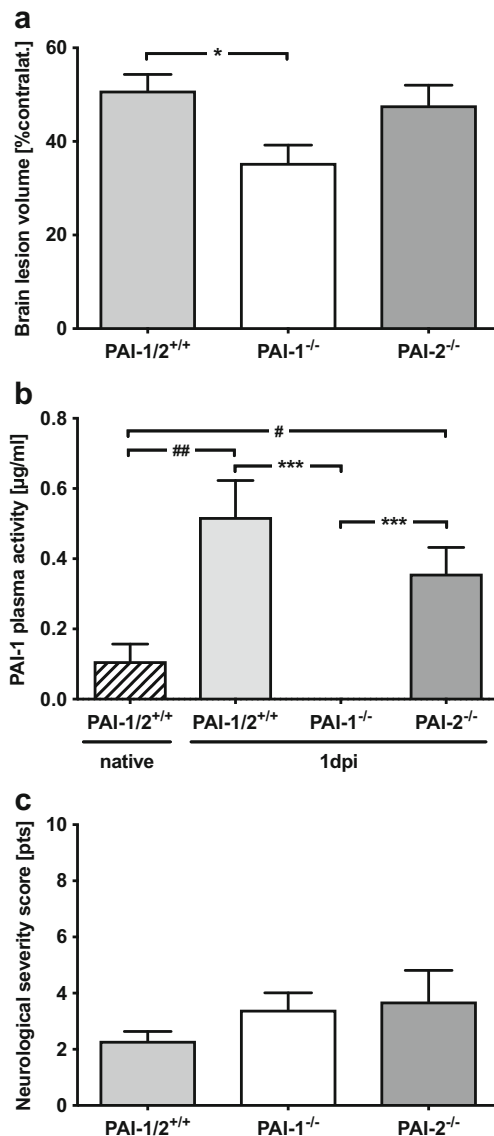 a
Brain lesion volume [%contralat.]
60
40
20
0
*
PAI-1/2+/+ PAI-1-/- PAI-2-/-
b
PAI-1 plasma activity [µg/ml]
0.8
0.6
0.4
0.2
0.0
#
## ***
***
PAI-1/2+/+ PAI-1/2+/+ PAI-1-/- PAI-2-/-
native 1dpi
c
Neurological severity score [pts]
10
8
6
4
2
0
PAI-1/2+/+ PAI-1-/- PAI-2-/-